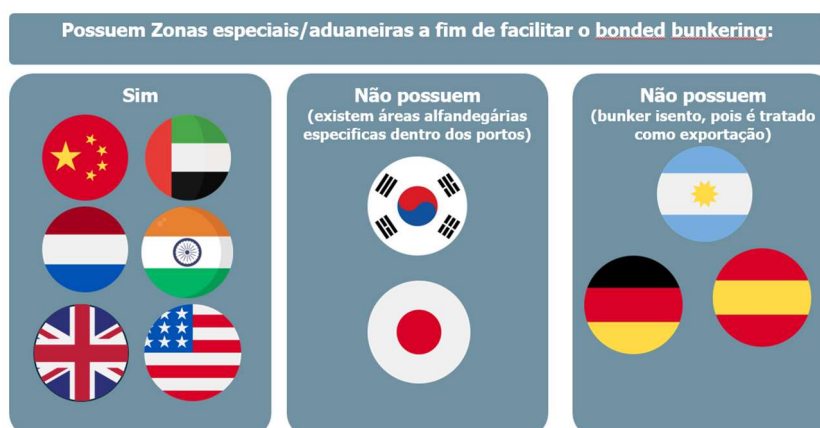 Possuem Zonas especiais/aduaneiras a fim de facilitar o bonded bunkering:
Sim
Não possuem
(existem áreas alfandegárias
especificas dentro dos portos)
Não possuem
(bunker isento, pois é tratado
como exportação)